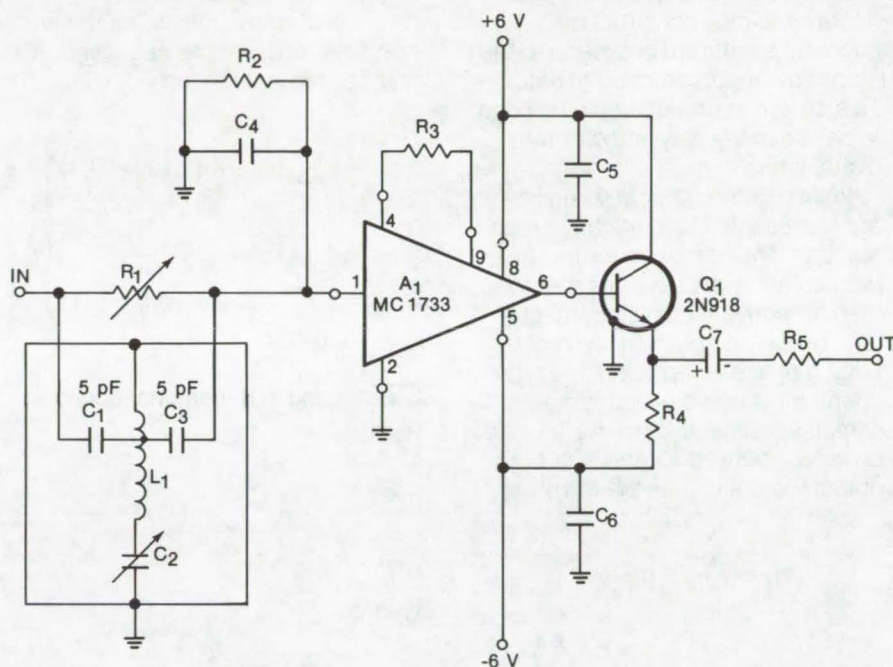 +6 V
R2
C4
R3
C5
4
9
8
IN
R1
1
A1
MC 1733
6
5
Q1
2N918
2
C7
R5
OUT
+
-
5 pF
5 pF
C1
C3
R4
L1
C2
C6
-6 V